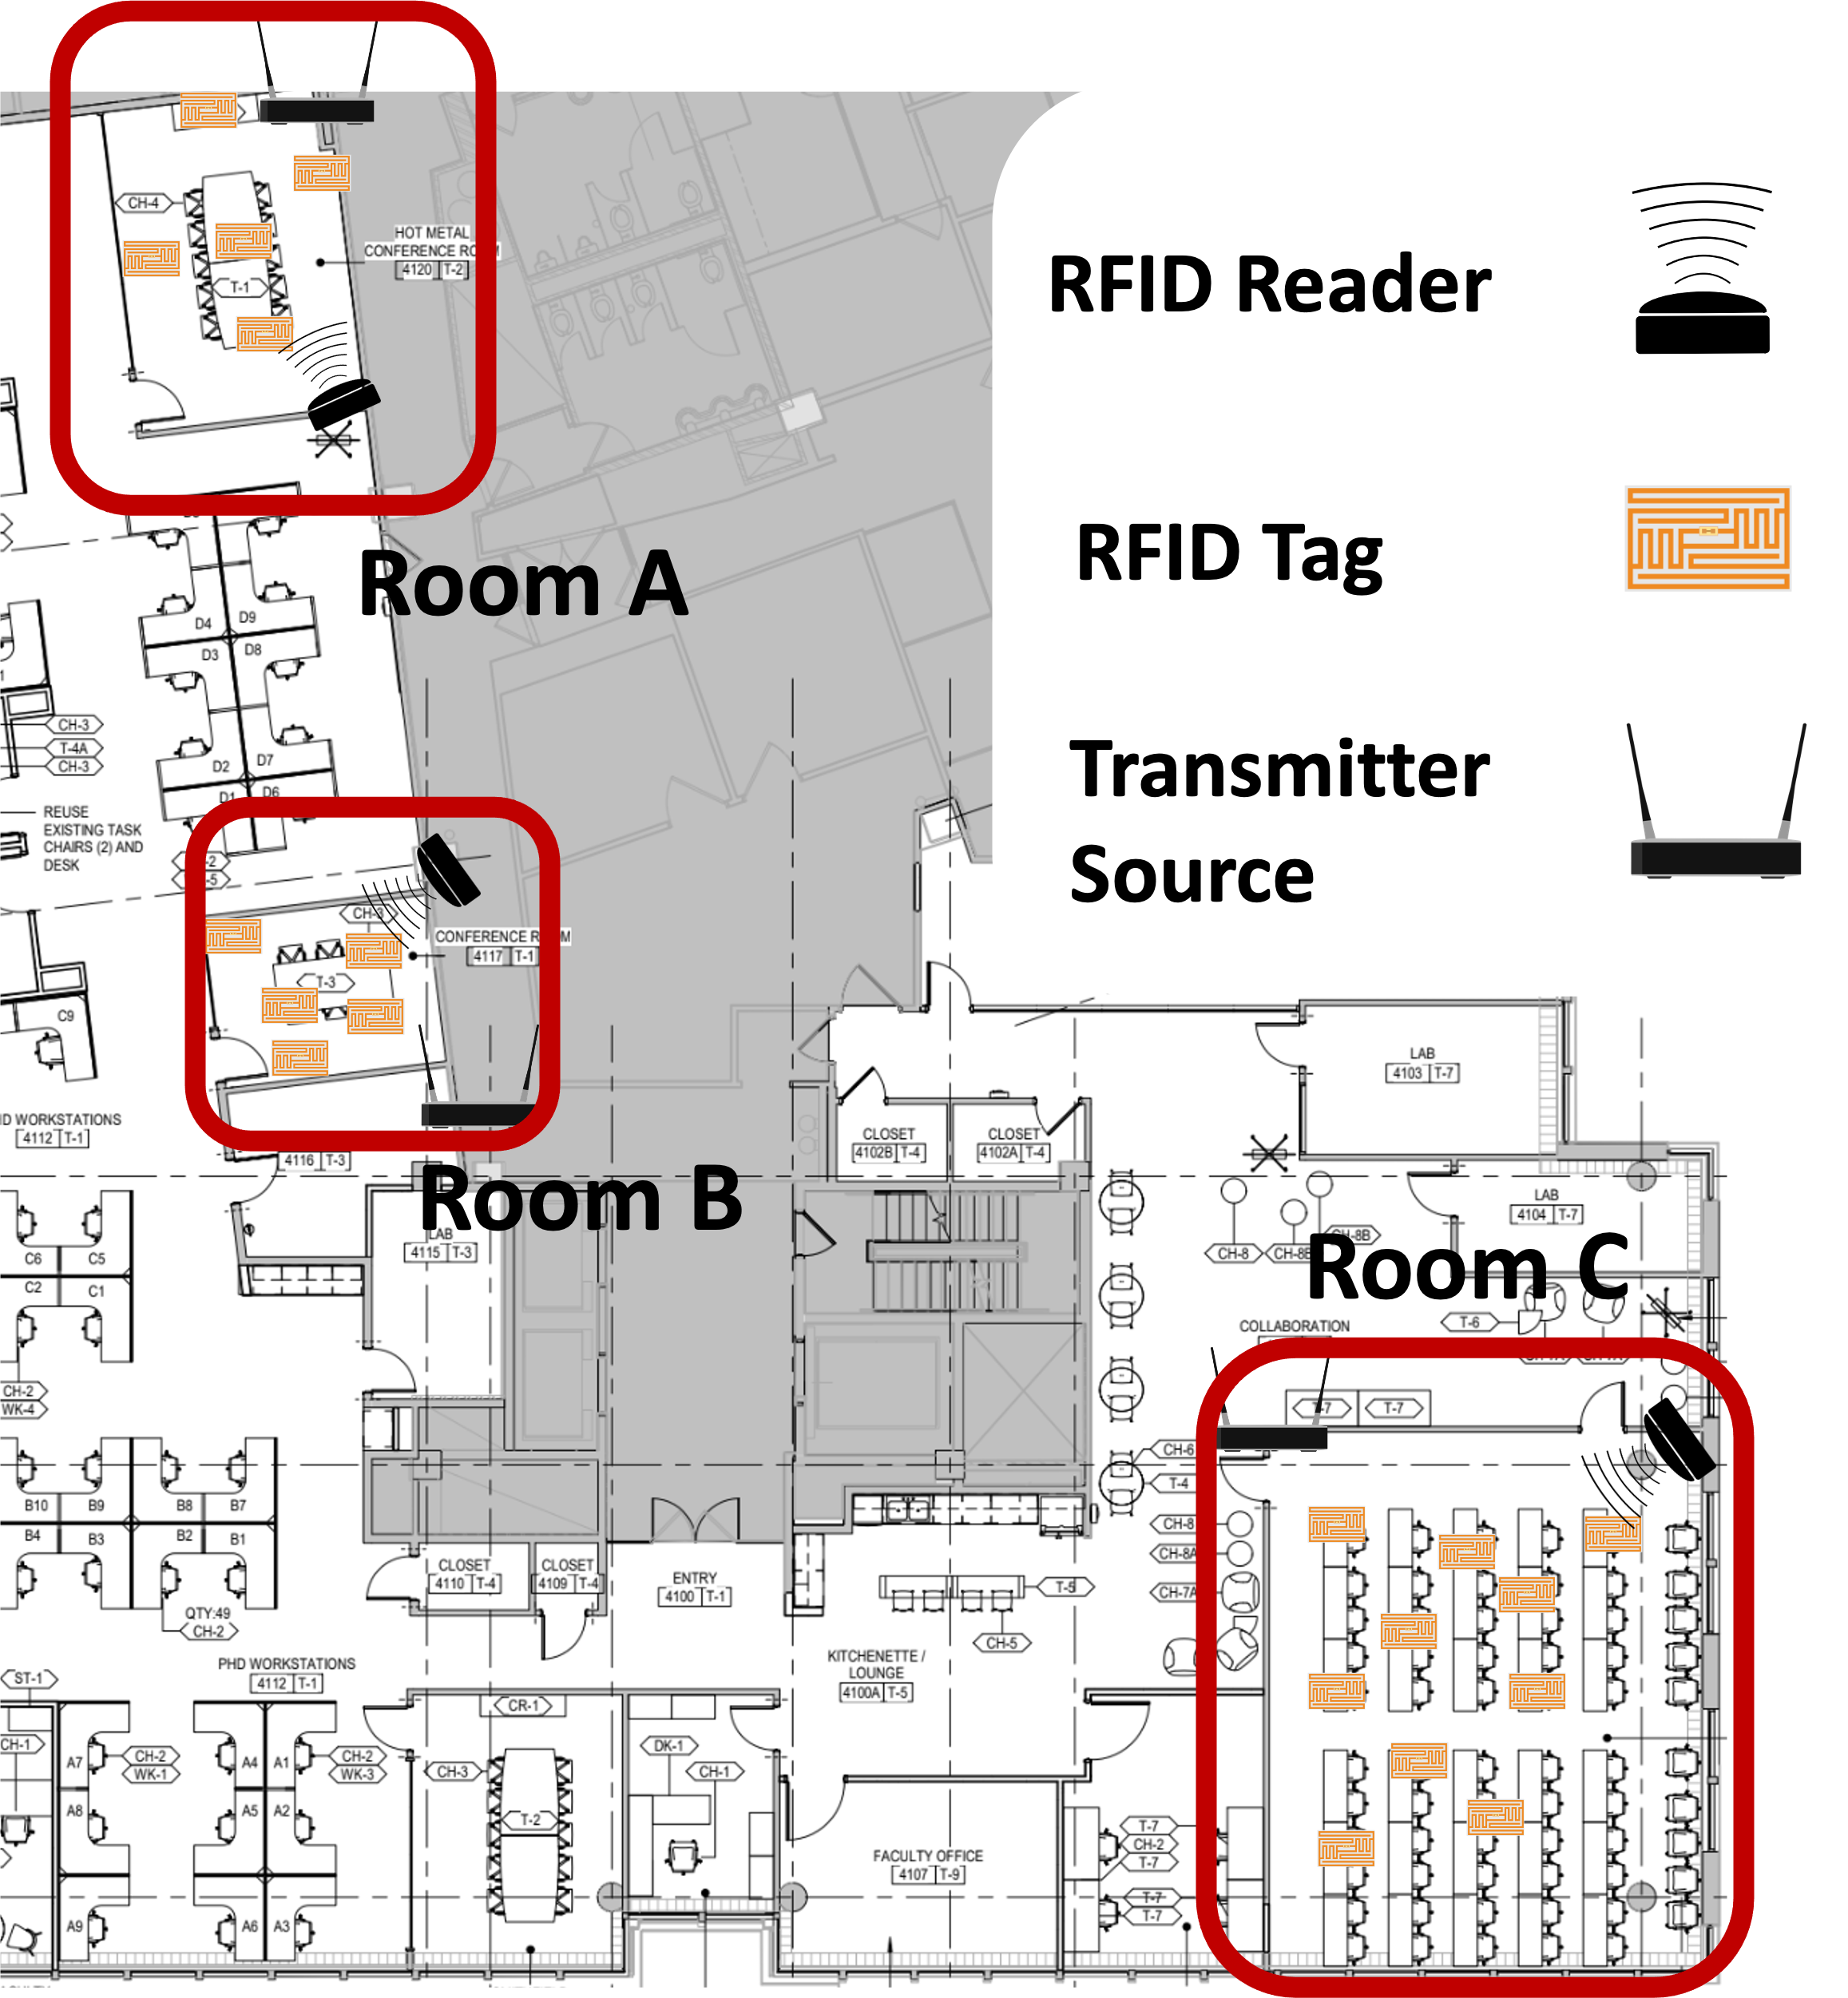 CH-4
HOT METAL
CONFERENCE ROOM
4120 T-2
T-1
RFID Reader
RFID Tag
Transmitter
Source
Room A
D4
D9
D3
D8
CH-3
T-4A
CH-3
D2
D7
D1
D6
REUSE
EXISTING TASK
CHAIRS (2) AND
DESK
CH-3
CONFERENCE ROOM
4117 T-1
T-3
C9
WORKSTATIONS
4112 T-1
4116 T-3
Room B
LAB
4115 T-3
CLOSET
4102B T-4
CLOSET
4102A T-4
LAB
4103 T-7
LAB
4104 T-7
CH-8
CH-8B
CH-8B
Room C
T-6
COLLABORATION
C6
C5
C2
C1
CH-2
WK-4
T-7
T-7
CH-6
T-4
CH-8
CH-8A
CH-7A
B10
B9
B8
B7
B4
B3
B2
B1
QTY:49
CH-2
CLOSET
4110 T-4
CLOSET
4109 T-4
ENTRY
4100 T-1
T-5
CH-5
KITCHENETTE /
LOUNGE
4100A T-5
ST-1
PHD WORKSTATIONS
4112 T-1
CR-1
CH-1
A7
CH-2
WK-1
A4
A1
CH-2
WK-3
CH-3
DK-1
CH-1
A8
A5
A2
T-2
T-7
CH-2
T-7
FACULTY OFFICE
4107 T-9
T-7
T-7
A9
A6
A3